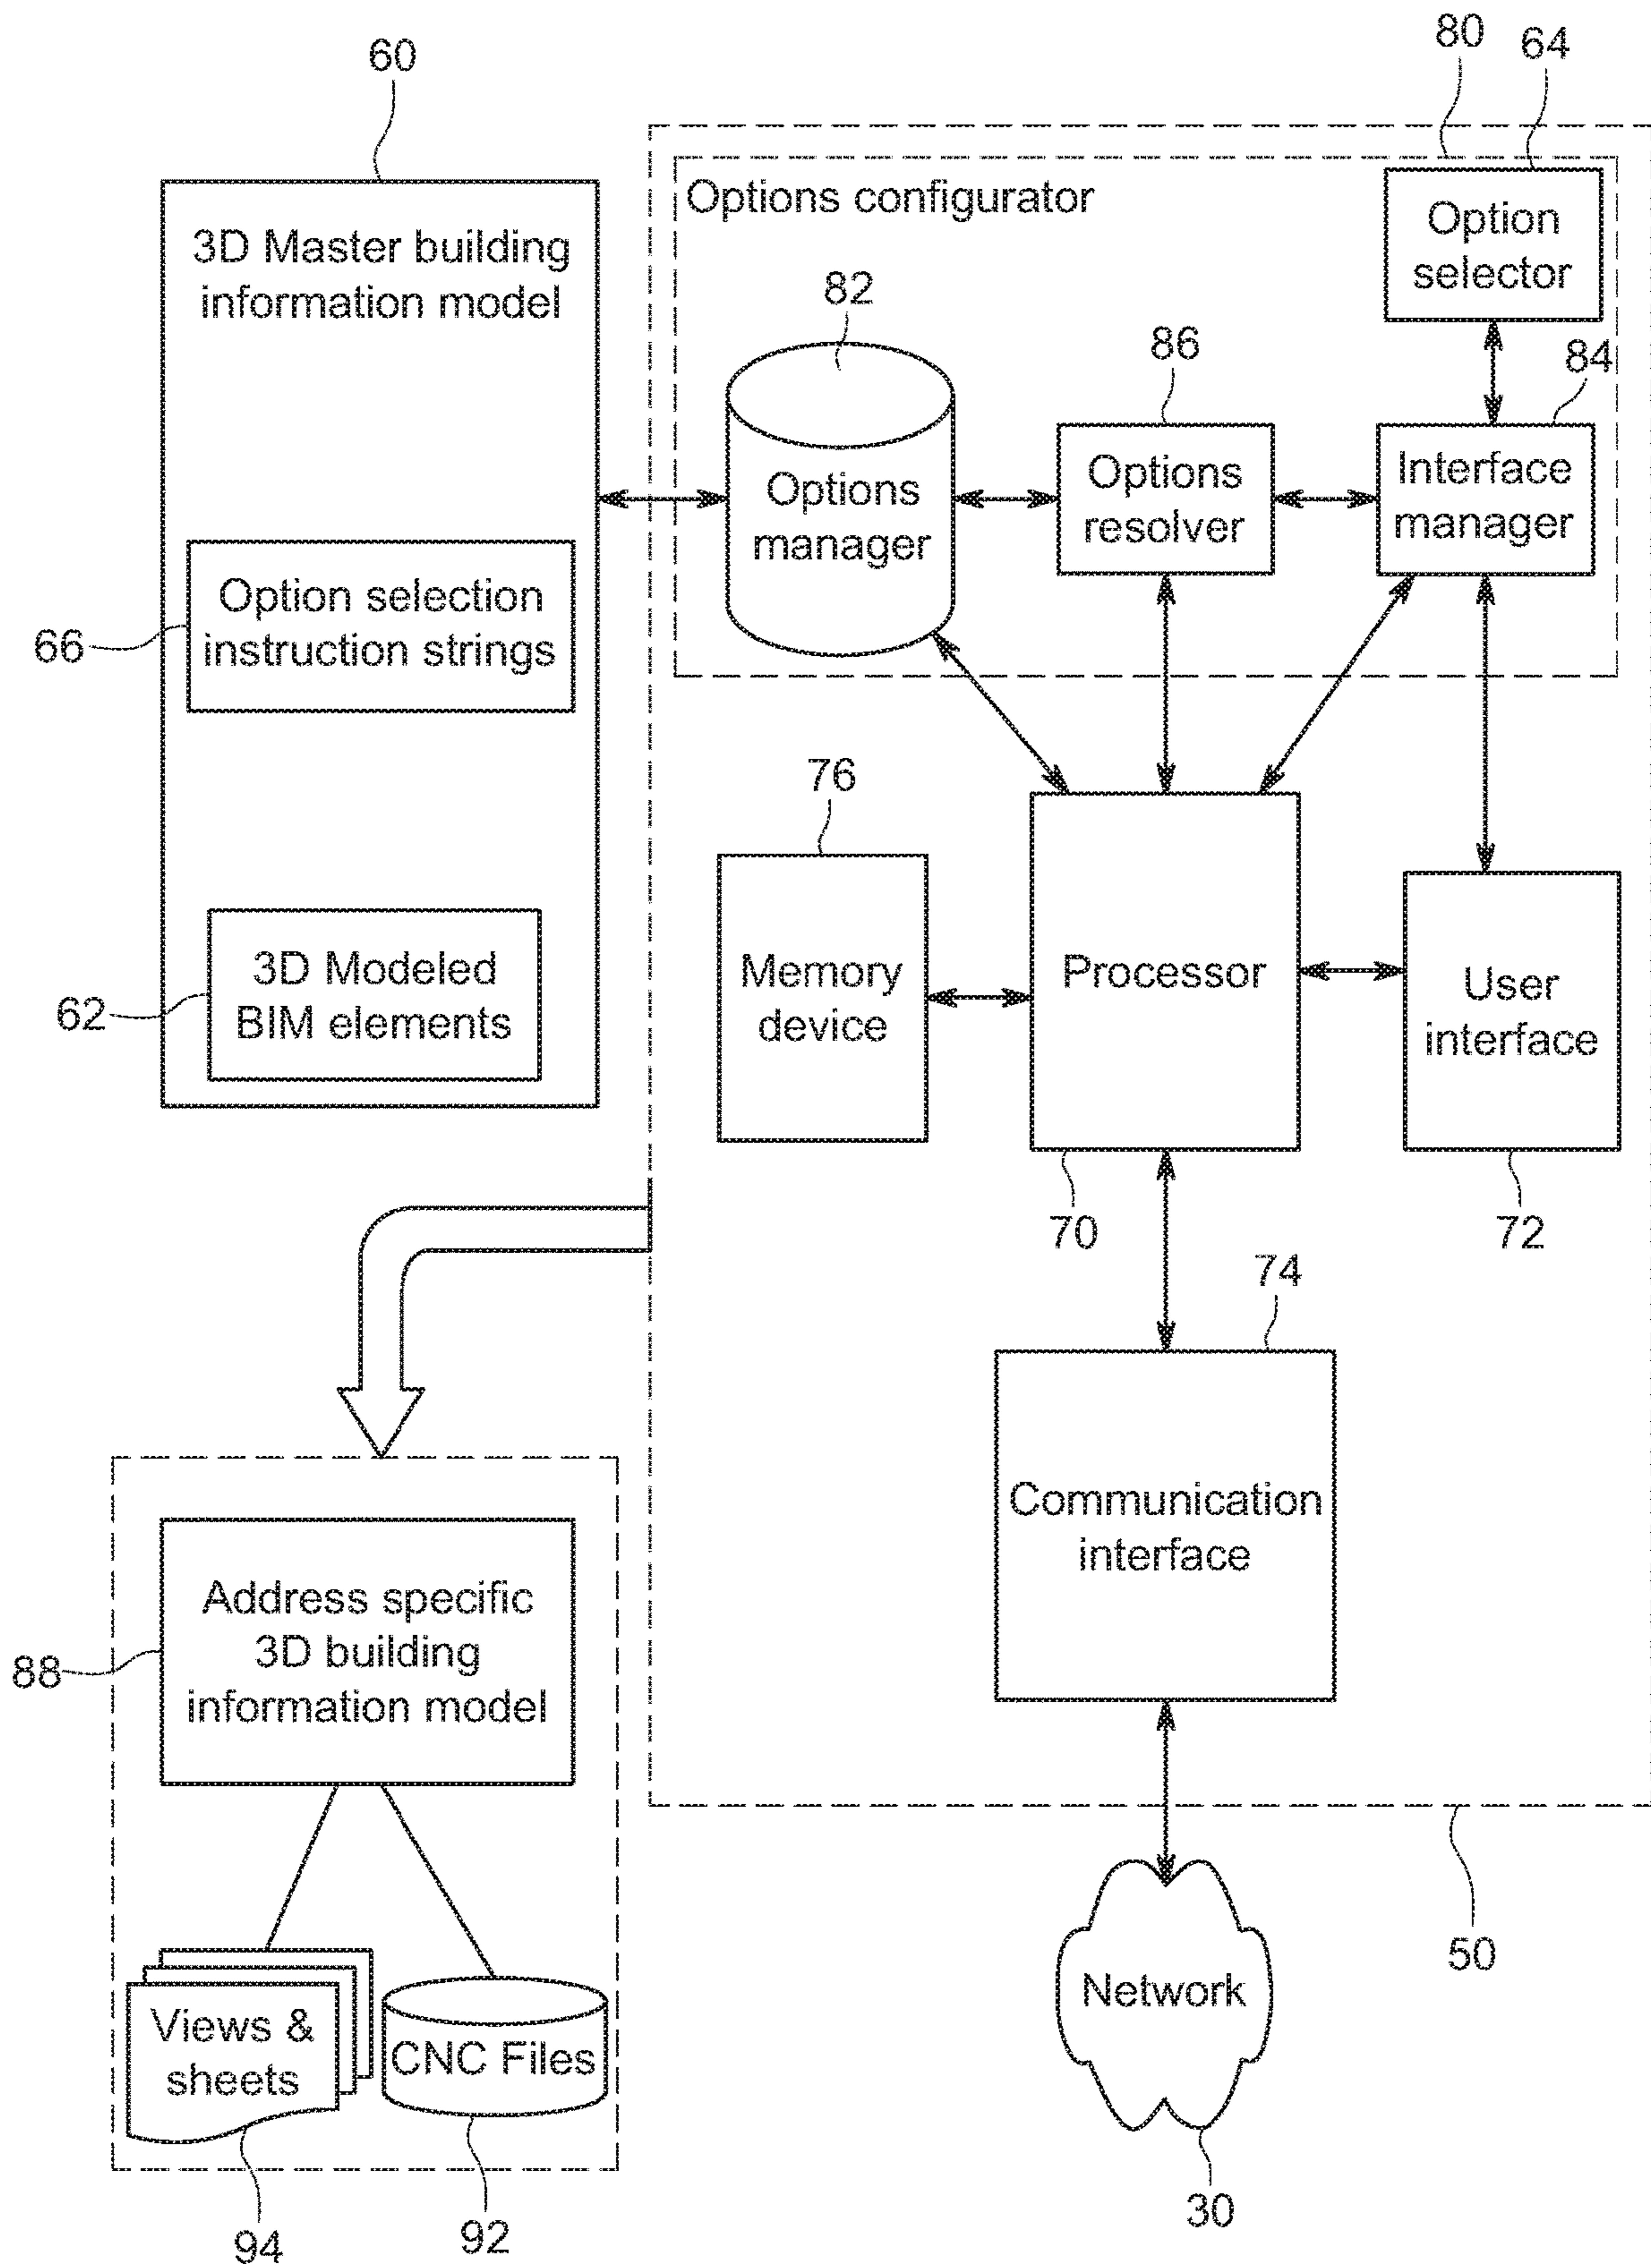 60
80
64
3D Master building
information model
Options configurator
Option
selector
82
86
84
Options
manager
Options
resolver
Interface
manager
66
Option selection
instruction strings
76
62
3D Modeled
BIM elements
Memory
device
Processor
User
interface
70
72
74
Communication
interface
88
Address specific
3D building
information model
50
Views &
sheets
CNC Files
Network
94
92
30